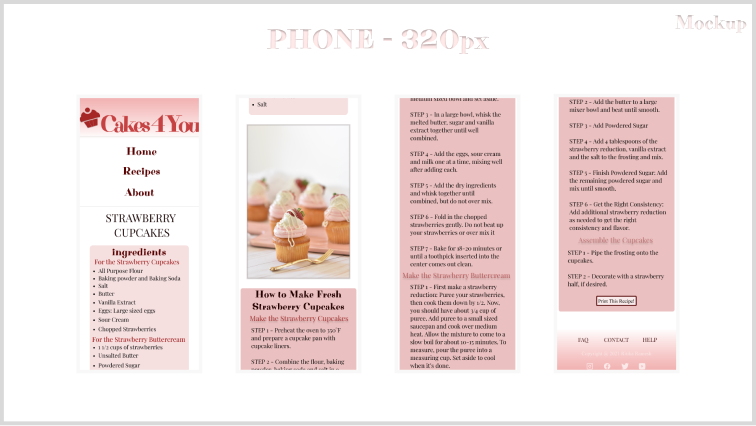 PHONE - 320px
Mockup
Cakes4You
Home
Recipes
About
STRAWBERRY
CUPCAKES
Ingredients
For the Strawberry Cupcakes
• All Purpose Flour
• Baking powder and Baking Soda
• Salt
• Butter
• Vanilla Extract
• Eggs: Large sized eggs
• Sour Cream
• Chopped Strawberries
For the Strawberry Buttercream
• 1 1/2 cups of strawberries
• Unsalted Butter
• Powdered Sugar
• Salt
How to Make Fresh
Strawberry Cupcakes
Make the Strawberry Cupcakes
STEP 1 - Preheat the oven to 350°F
and prepare a cupcake pan with
cupcake liners.
STEP 2 - Combine the flour, baking
STEP 3 - In a large bowl, whisk the
melted butter, sugar and vanilla
extract together until well
combined.
STEP 4 - Add the eggs, sour cream
and milk one at a time, mixing well
after adding each.
STEP 5 - Add the dry ingredients
and whisk together until
combined, but do not over mix.
STEP 6 - Fold in the chopped
strawberries gently. Do not beat up
your strawberries or over mix it
STEP 7 - Bake for 18-20 minutes or
until a toothpick inserted into the
center comes out clean.
Make the Strawberry Buttercream
STEP 1 - First make a strawberry
reduction: Puree your strawberries,
then cook them down by 1/2. Now,
you should have about 3/4 cup of
puree. Add puree to a small sized
saucepan and cook over medium
heat. Allow the mixture to come to a
slow boil for about 10-15 minutes. To
measure, pour the puree into a
measuring cup. Set aside to cool
when it's done.
STEP 2 - Add the butter to a large
mixer bowl and beat until smooth.
STEP 3 - Add Powdered Sugar
STEP 4 - Add 4 tablespoons of the
strawberry reduction, vanilla extract
and the salt to the frosting and mix.
STEP 5 - Finish Powdered Sugar: Add
the remaining powdered sugar and
mix until smooth.
STEP 6 - Get the Right Consistency:
Add additional strawberry reduction
as needed to get the right
consistency and flavor.
Assemble the Cupcakes
STEP 1 - Pipe the frosting onto the
cupcakes.
STEP 2 - Decorate with a strawberry
half, if desired.
Print This Recipe!
FAQ CONTACT HELP